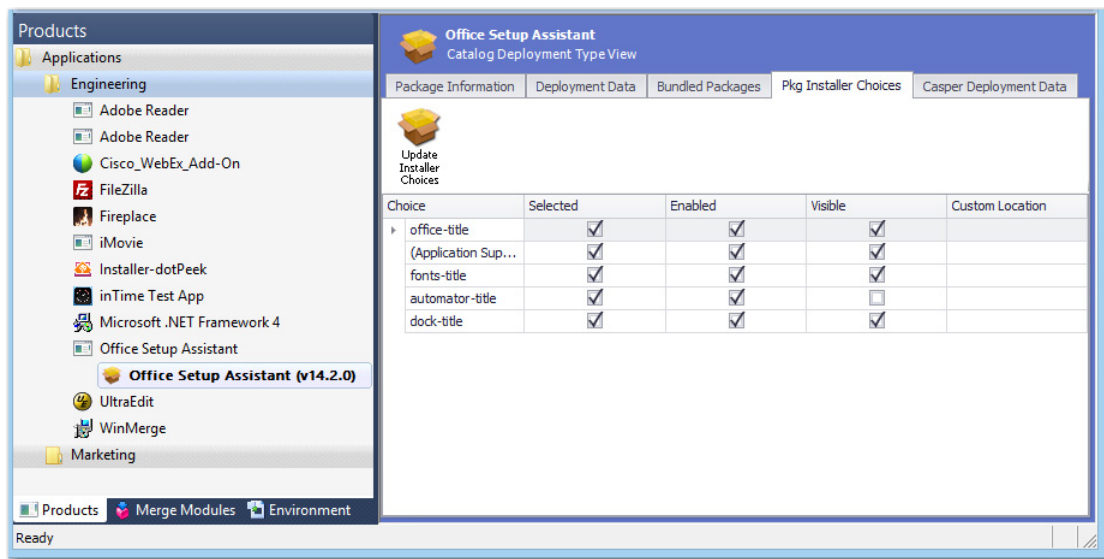 Products
Applications
Engineering
Adobe Reader
Adobe Reader
Cisco_WebEx_Add-On
FileZilla
Fireplace
iMovie
Installer-dotPeek
inTime Test App
Microsoft .NET Framework 4
Office Setup Assistant
Office Setup Assistant (v14.2.0)
UltraEdit
WinMerge
Marketing
Products Merge Modules Environment
Ready
Office Setup Assistant
Catalog Deployment Type View
Package Information Deployment Data Bundled Packages Pkg Installer Choices Casper Deployment Data
Update
Installer
Choices
Choice Selected Enabled Visible Custom Location
office-title
(Application Sup...
fonts-title
automator-title
dock-title